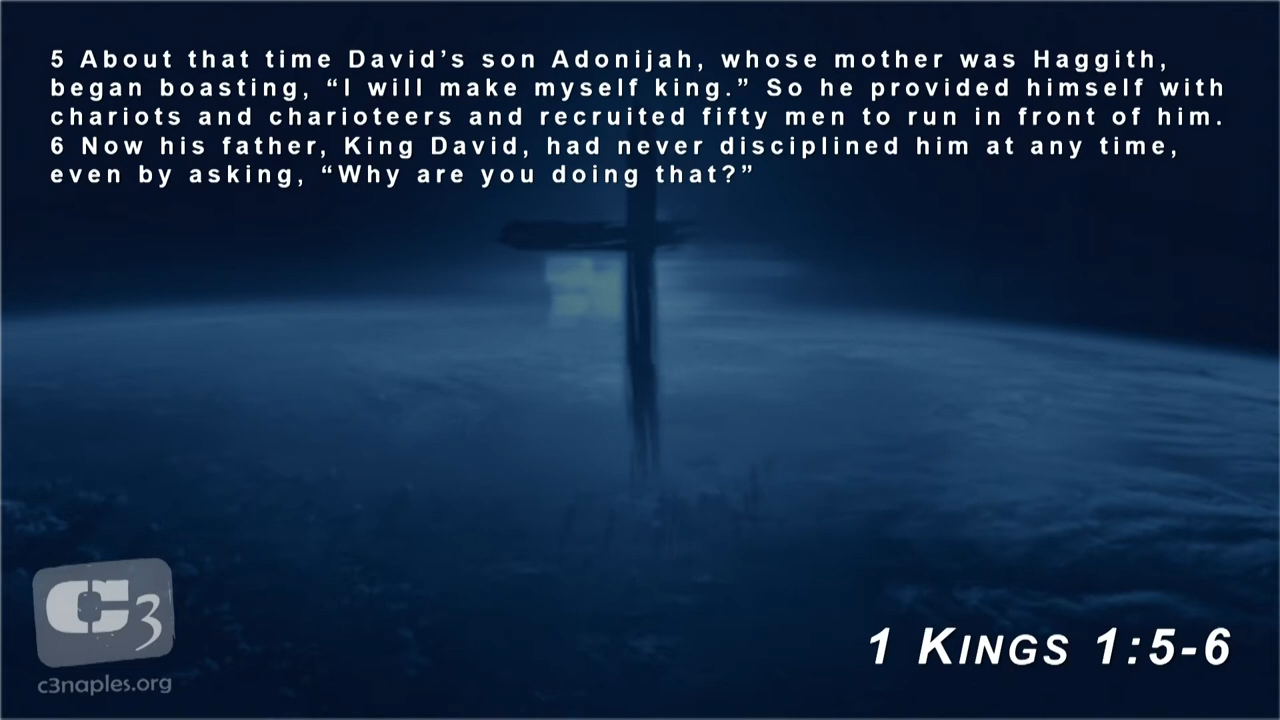 5 About that time David’s son Adonijah, whose mother was Haggith,
began boasting, “I will make myself king.” So he provided himself with
chariots and charioteers and recruited fifty men to run in front of him.
6 Now his father, King David, had never disciplined him at any time,
even by asking, “Why are you doing that?”
C3
c3naples.org
1 KINGS 1:5-6